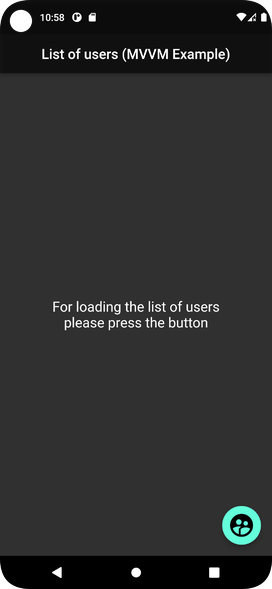 10:58
List of users (MVVM Example)
For loading the list of users
please press the button